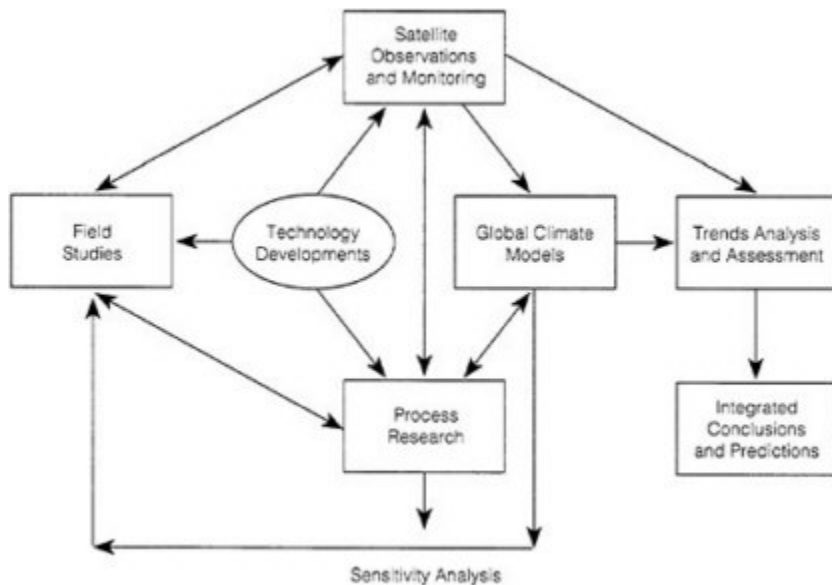 Satellite
Observations
and Monitoring
Field
Studies
Technology
Developments
Global Climate
Models
Trends Analysis
and Assessment
Process
Research
Integrated
Conclusions
and Predictions
Sensitivity Analysis